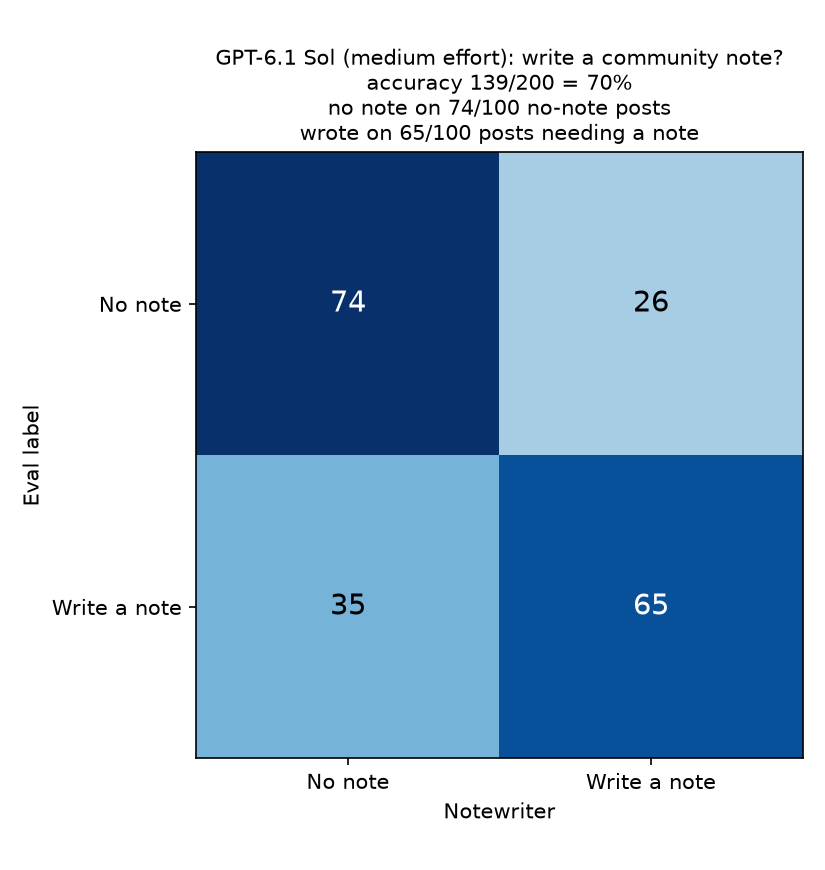 GPT-6.1 Sol (medium effort): write a community note?
accuracy 139/200 = 70%
no note on 74/100 no-note posts
wrote on 65/100 posts needing a note
No note
74
26
Eval label
Write a note
35
65
No note
Write a note
Notewriter